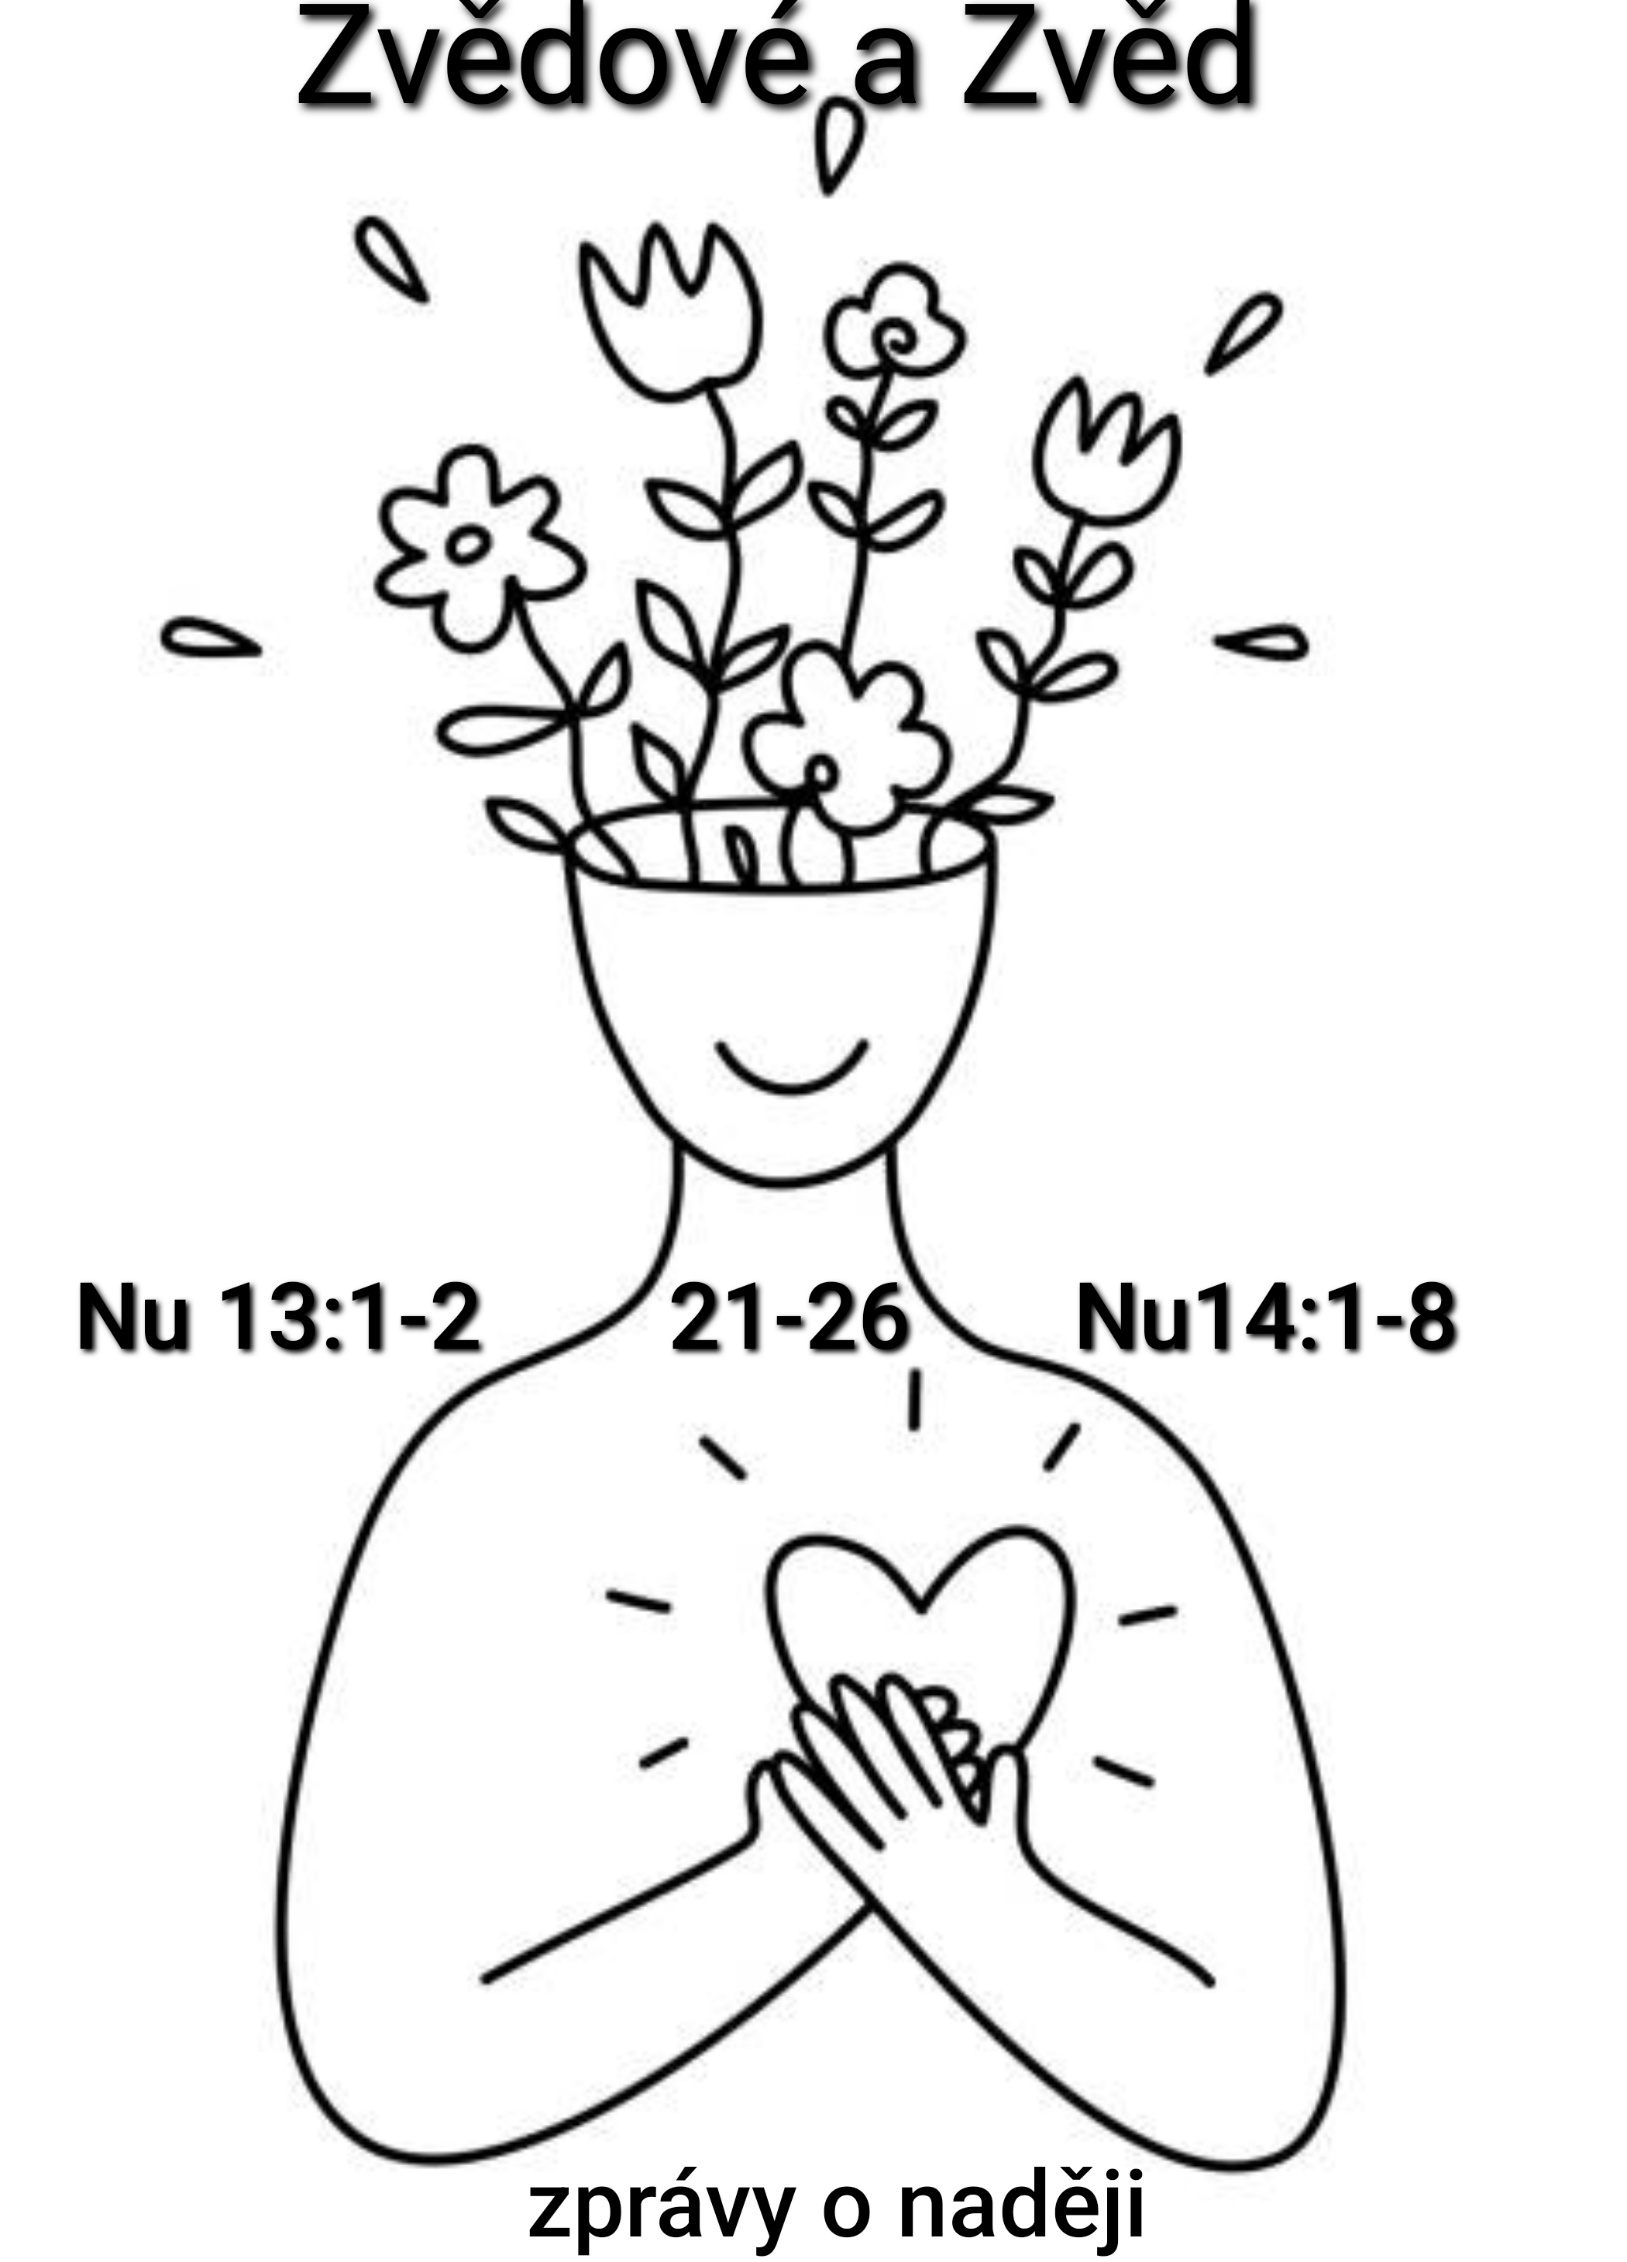 Zvědové a Zvěd
Nu 13:1-2 21-26 Nu14:1-8
zprávy o naději